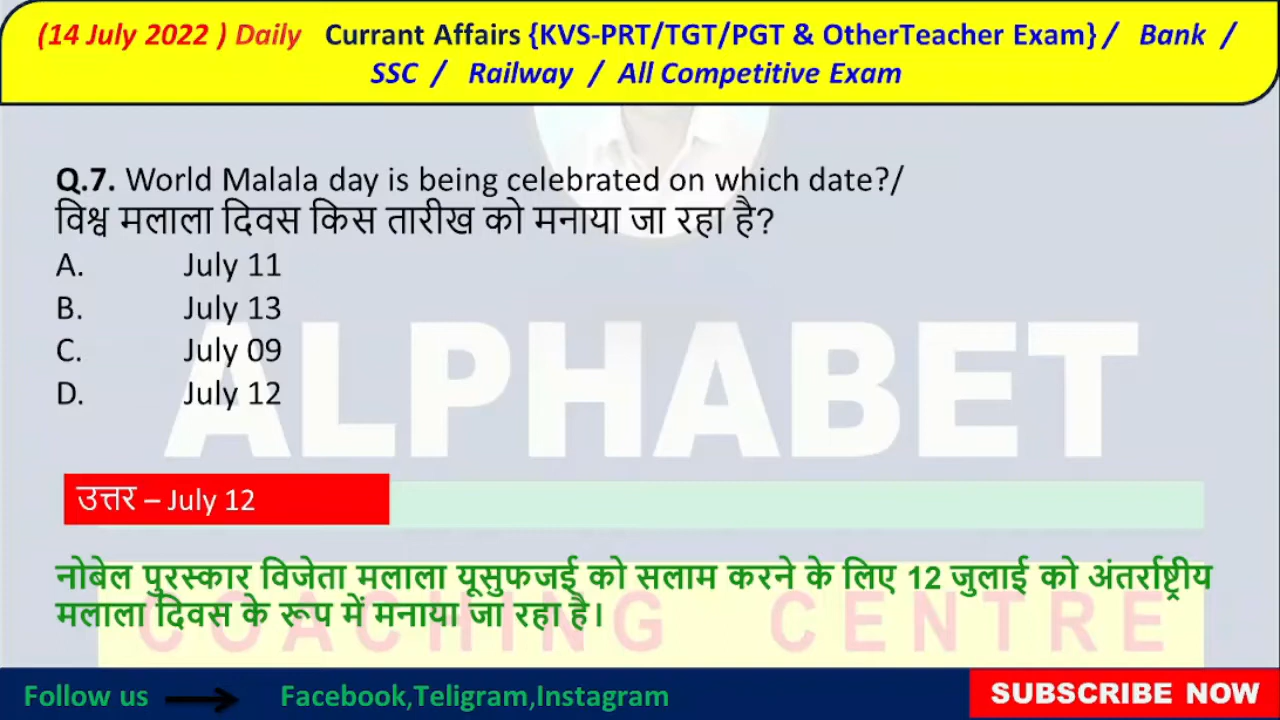 (14 July 2022 ) Daily Currant Affairs {KVS-PRT/TGT/PGT & OtherTeacher Exam} / Bank /
SSC / Railway / All Competitive Exam
Q.7. World Malala day is being celebrated on which date?/
विश्व मलाला दिवस किस तारीख को मनाया जा रहा है?
A. July 11
B. July 13
C. July 09
D. July 12
ALPHABET
उत्तर – July 12
नोबेल पुरस्कार विजेता मलाला यूसुफजई को सलाम करने के लिए 12 जुलाई को अंतर्राष्ट्रीय
मलाला दिवस के रूप में मनाया जा रहा है।
COACHING CENTRE
Follow us Facebook,Teligram,Instagram
SUBSCRIBE NOW